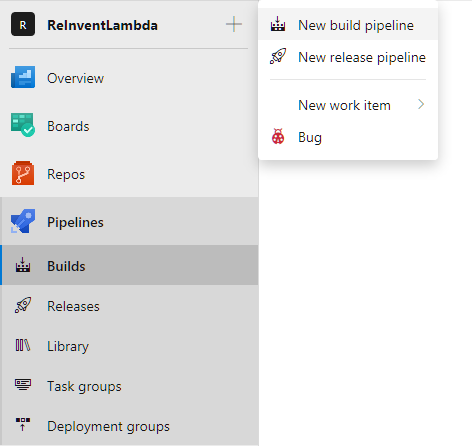 R ReInventLambda
Overview
Boards
Repos
Pipelines
Builds
Releases
Library
Task groups
Deployment groups
New build pipeline
New release pipeline
New work item
Bug